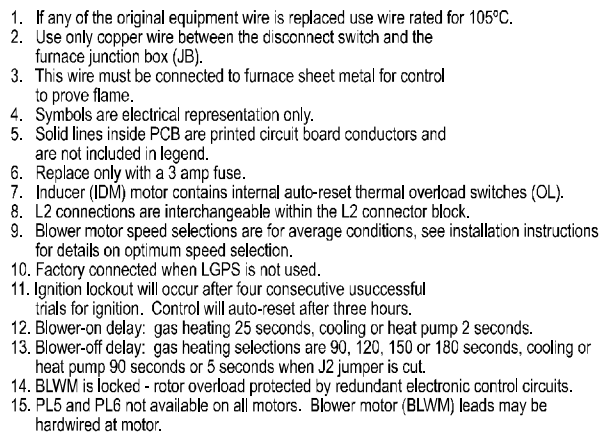 1. If any of the original equipment wire is replaced use wire rated for 105ºC.
2. Use only copper wire between the disconnect switch and the
furnace junction box (JB).
3. This wire must be connected to furnace sheet metal for control
to prove flame.
4. Symbols are electrical representation only.
5. Solid lines inside PCB are printed circuit board conductors and
are not included in legend.
6. Replace only with a 3 amp fuse.
7. Inducer (IDM) motor contains internal auto-reset thermal overload switches (OL).
8. L2 connections are interchangeable within the L2 connector block.
9. Blower motor speed selections are for average conditions, see installation instructions
for details on optimum speed selection.
10. Factory connected when LGPS is not used.
11. Ignition lockout will occur after four consecutive usuccessful
trials for ignition. Control will auto-reset after three hours.
12. Blower-on delay: gas heating 25 seconds, cooling or heat pump 2 seconds.
13. Blower-off delay: gas heating selections are 90, 120, 150 or 180 seconds, cooling or
heat pump 90 seconds or 5 seconds when J2 jumper is cut.
14. BLWM is locked - rotor overload protected by redundant electronic control circuits.
15. PL5 and PL6 not available on all motors. Blower motor (BLWM) leads may be
hardwired at motor.